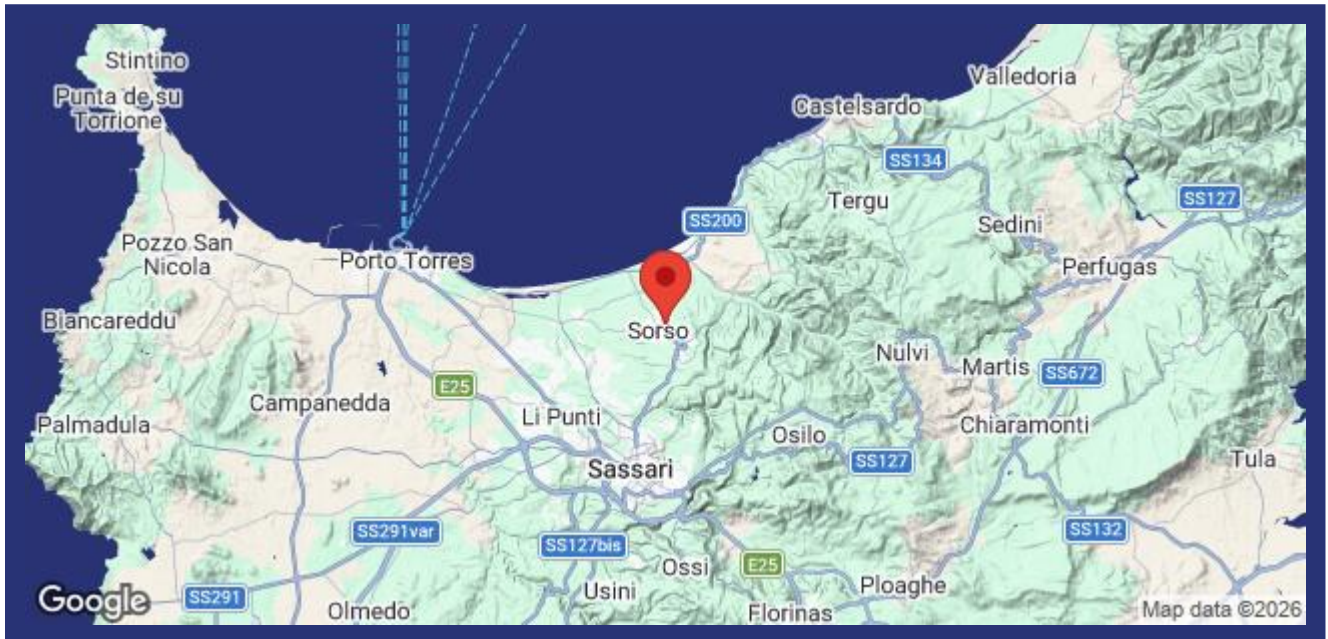 Stintino
Valledoria
Punta de su
Torrione
Castelsardo
SS134
SS127
Tergu
SS200
Sedini
Pozzo San
Nicola
Porto Torres
Perfugas
Biancareddu
Sorso
Nulvi
Martis
SS672
E25
Campanedda
Li Punti
Palmadula
Chiaramonti
Osilo
Sassari
SS127
Tula
SS291var
SS132
SS127bis
Ossi
E25
Usini
Ploaghe
Google
SS291
Olmedo
Florinas
Map data ©2026